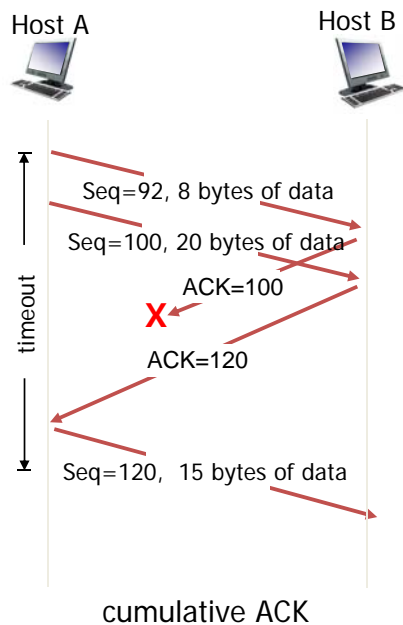 Host A
Host B
Seq=92, 8 bytes of data
Seq=100, 20 bytes of data
ACK=100
X
timeout
ACK=120
Seq=120, 15 bytes of data
cumulative ACK